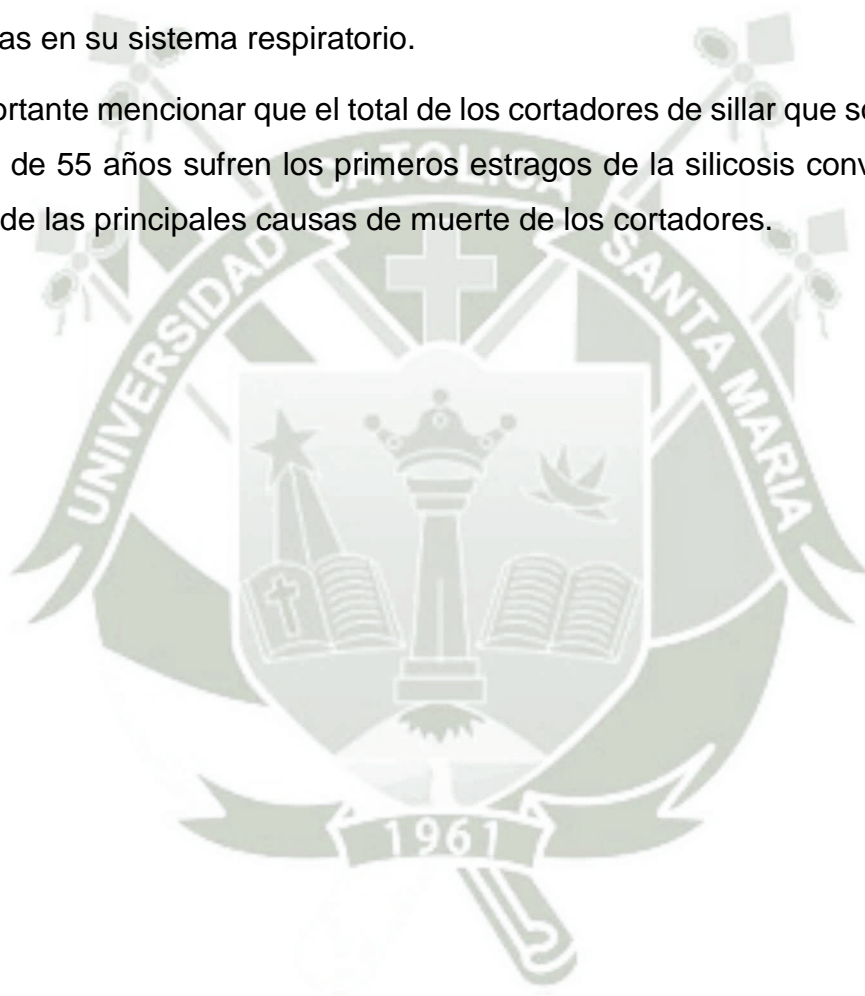 as en su sistema respiratorio.
ortante mencionar que el total de los cortadores de sillar que s
de 55 años sufren los primeros estragos de la silicosis conv
de las principales causas de muerte de los cortadores.
UNIVERSIDAD CATOLICA SANTA MARIA
1961